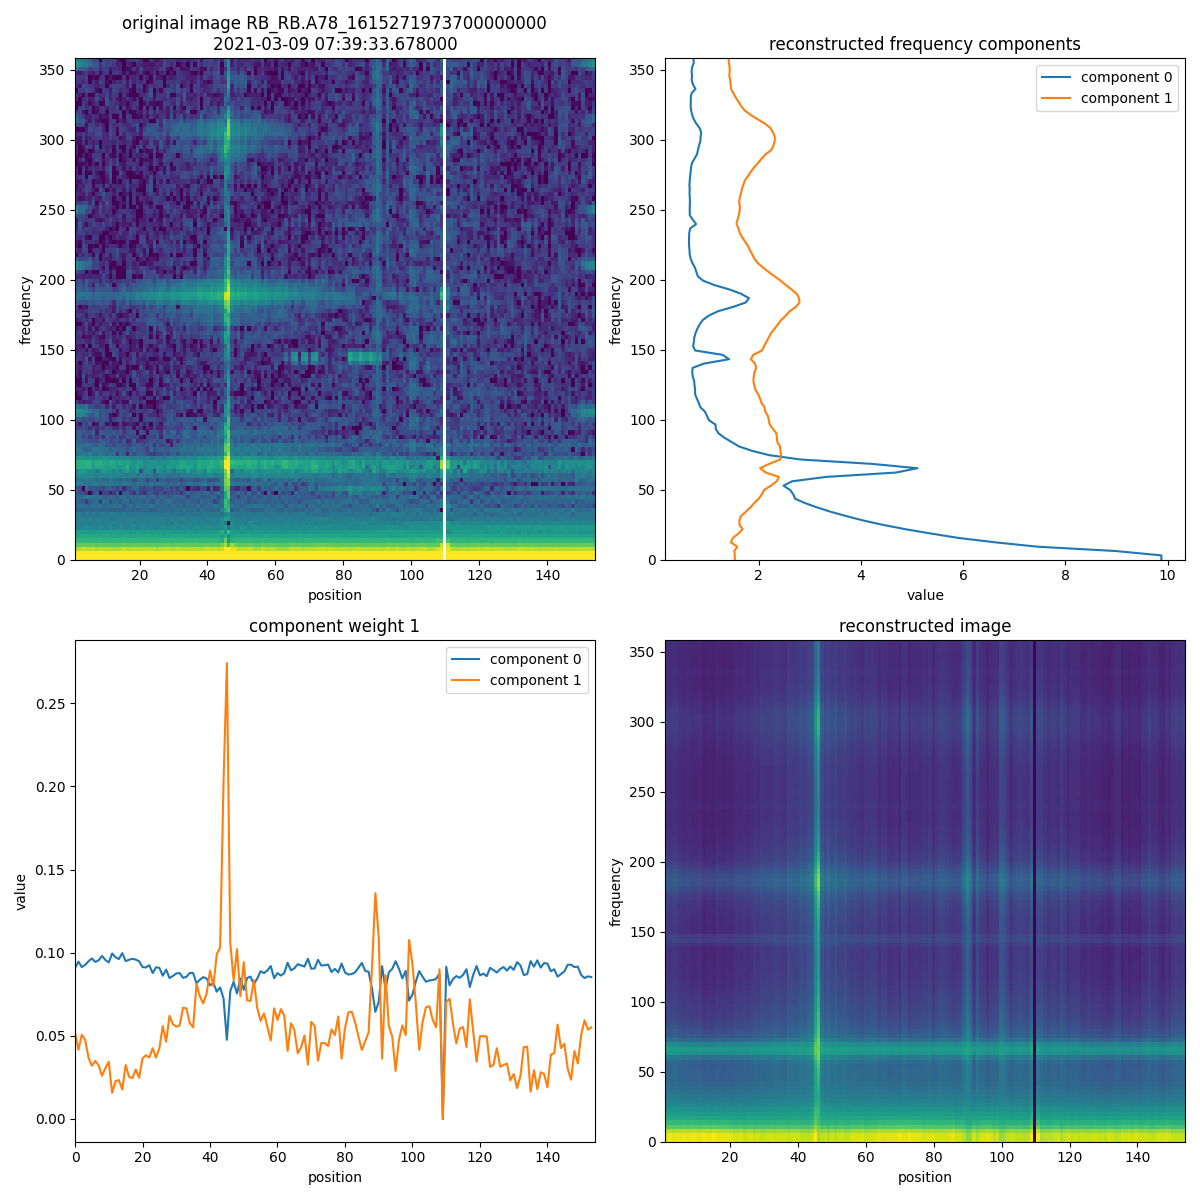 original image RB_RB.A78_1615271973700000000
2021-03-09 07:39:33.678000
350
300
250
200
150
100
50
0
frequency
20 40 60 80 100 120 140
position
reconstructed frequency components
component 0
component 1
350
300
250
200
150
100
50
0
frequency
2 4 6 8 10
value
component weight 1
component 0
component 1
0.25
0.20
0.15
0.10
0.05
0.00
value
0 20 40 60 80 100 120 140
position
reconstructed image
350
300
250
200
150
100
50
0
frequency
20 40 60 80 100 120 140
position